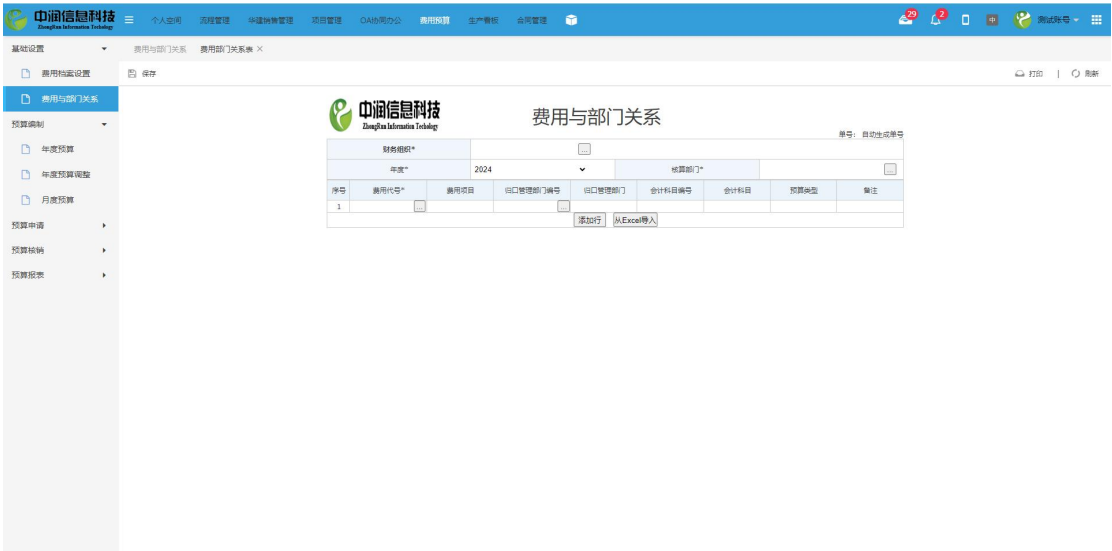 中润信息科技 个人空间 流程管理 华建销售管理 项目管理 OA协同办公 费用预算 生产看板 合同管理 29 2 中 测试账号
ZhongRun Information Techology
基础设置 费用与部门关系 费用部门关系表 ×
费用档案设置 保存 打印 | 刷新
费用与部门关系
预算编制
年度预算
年度预算调整
月度预算
预算申请
预算核销
预算报表
中润信息科技
ZhongRun Information Techology
费用与部门关系
单号: 自动生成单号
财务组织* ...
年度* 2024 核算部门* ...
序号 费用代号* 费用项目 归口管理部门编号 归口管理部门 会计科目编号 会计科目 预算类型 备注
1 ... ...
添加行 从Excel导入